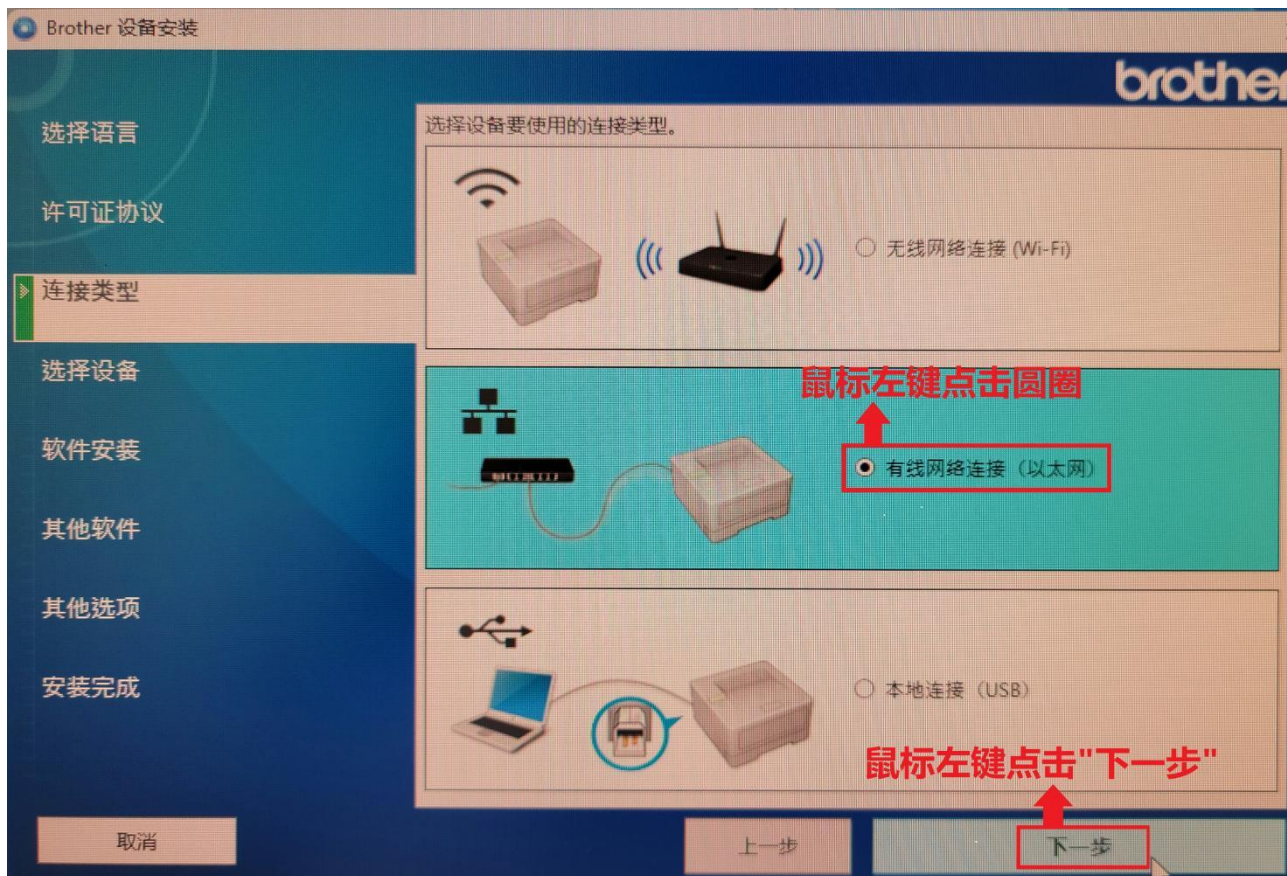 Brother 设备安装
brother
选择语言
许可证协议
连接类型
选择设备
软件安装
其他软件
其他选项
安装完成
选择设备要使用的连接类型。
无线网络连接 (Wi-Fi)
鼠标左键点击圆圈
有线网络连接（以太网）
本地连接（USB）
鼠标左键点击"下一步"
取消
上一步
下一步